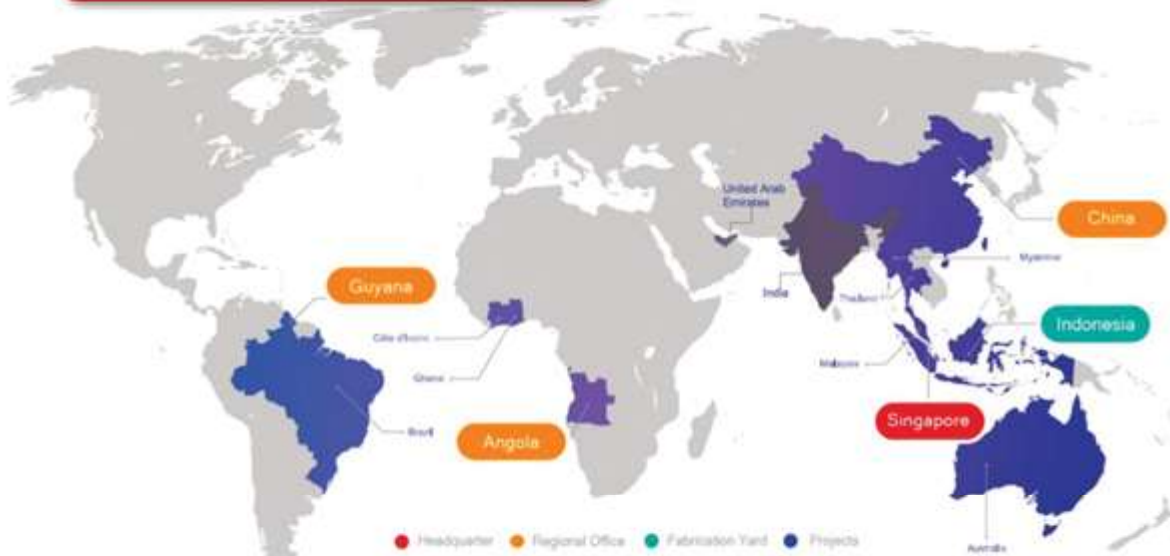 United Arab
Emirates
China
Myanmar
Guyana
India
Thailand
Côte d'Ivoire
Indonesia
Malaysia
Ghana
Singapore
Brazil
Angola
Headquarter
Regional Office
Fabrication Yard
Projects
Australia